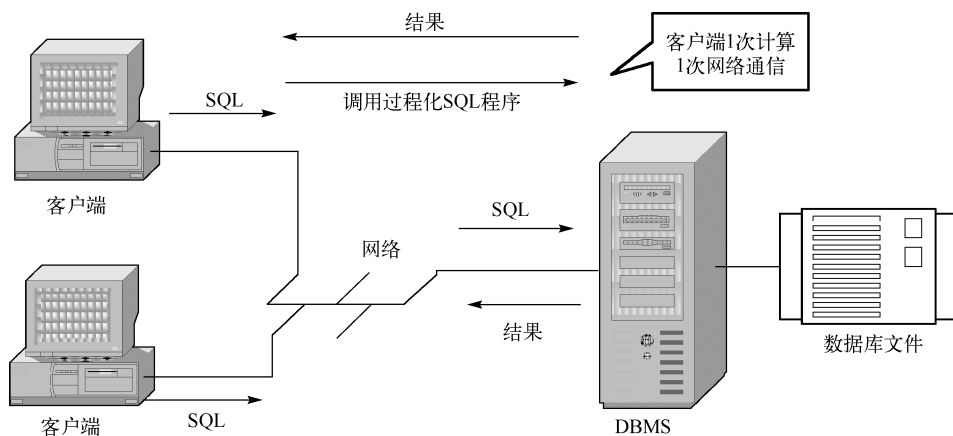 结果
客户端1次计算
1次网络通信
SQL
调用过程化SQL程序
客户端
SQL
网络
结果
数据库文件
SQL
客户端
DBMS